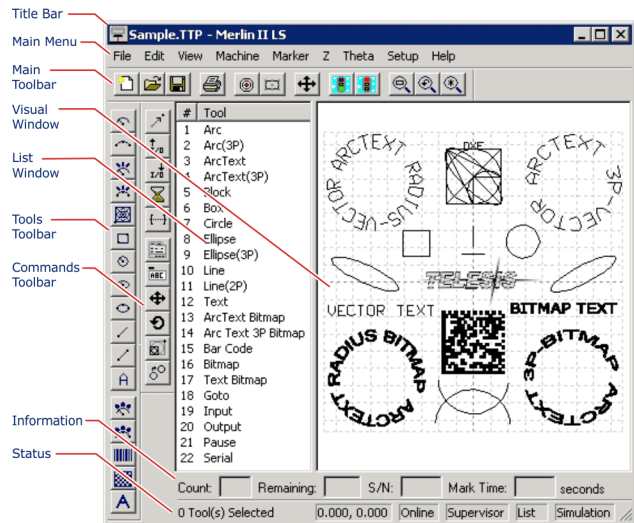 Title Bar
Main Menu
Main
Toolbar
Visual
Window
List
Window
Tools
Toolbar
Commands
Toolbar
Information
Status
Sample.TTP - Merlin II LS
File Edit View Machine Marker Z Theta Setup Help
# Tool
1 Arc
2 Arc(3P)
3 ArcText
4 ArcText(3P)
5 Block
6 Box
7 Circle
8 Ellipse
9 Ellipse(3P)
10 Line
11 Line(2P)
12 Text
13 ArcText Bitmap
14 Arc Text 3P Bitmap
15 Bar Code
16 Bitmap
17 Text Bitmap
18 Goto
19 Input
20 Output
21 Pause
22 Serial
1/0
I/0
ABC
A
A
ARCTEXT RADIUS-VECTOR
DXF
ARCTEXT 3P-VECTOR
TELESIS
VECTOR TEXT
BITMAP TEXT
RADIUS BITMAP ARCTEXT
3P-BITMAP ARCTEXT
Count: Remaining: S/N: Mark Time: seconds
0 Tool(s) Selected 0.000, 0.000 Online Supervisor List Simulation